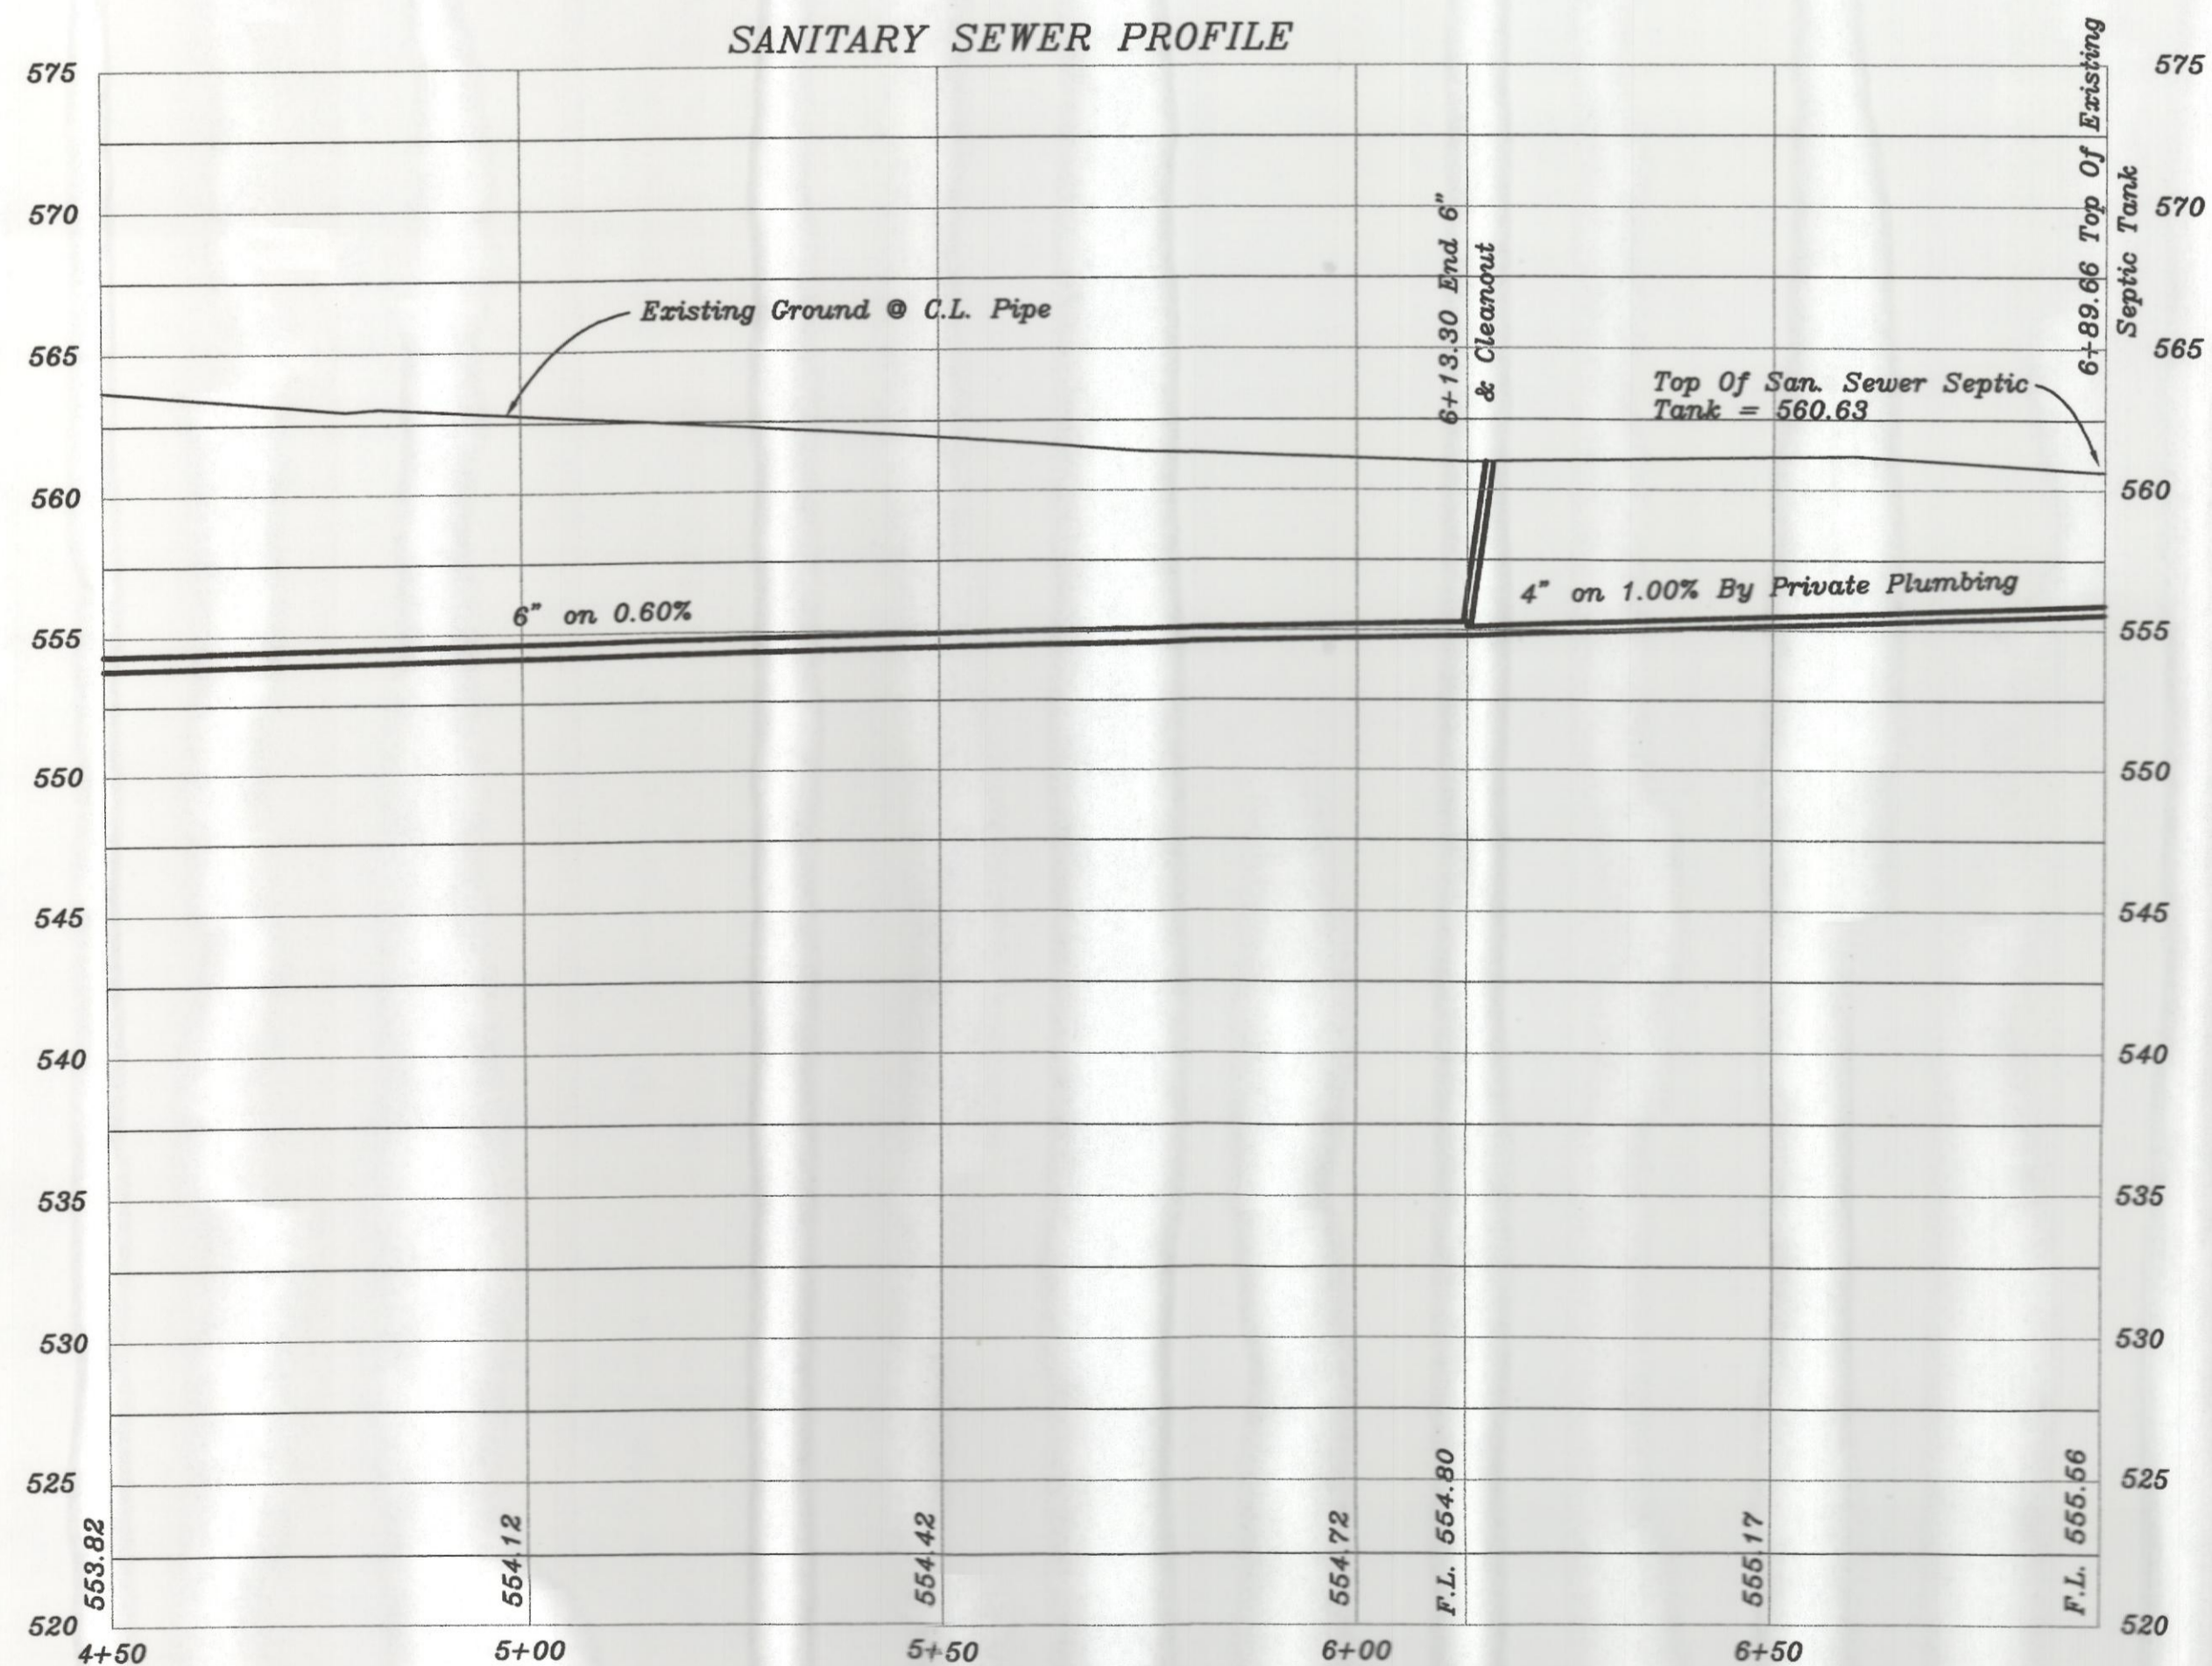 SANITARY SEWER PROFILE
575
575
570
570
565
565
560
560
555
555
550
550
545
545
540
540
535
535
530
530
525
525
520
520
6+13.30 End 6"
& Cleanout
6+89.66 Top Of Existing
Septic Tank
Existing Ground @ C.L. Pipe
Top Of San. Sewer Septic
Tank = 560.63
6" on 0.60%
4" on 1.00% By Private Plumbing
553.82
554.12
554.42
554.72
F.L. 554.80
555.17
F.L. 555.56
4+50
5+00
5+50
6+00
6+50